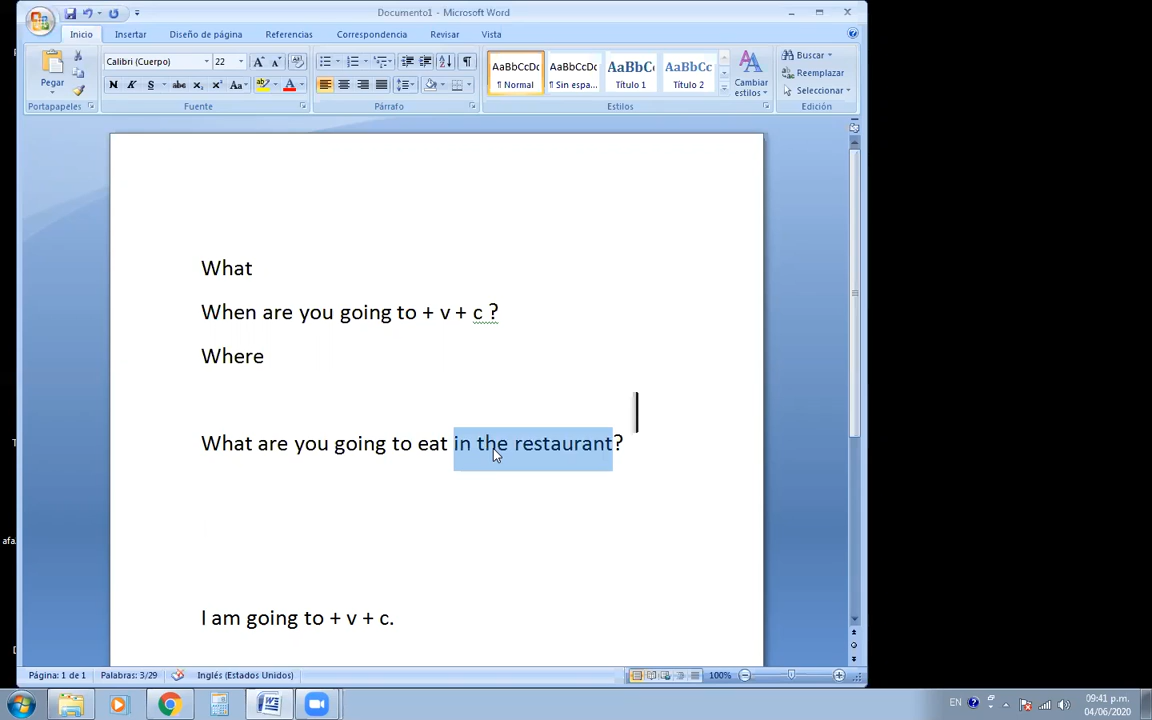 Documento1 - Microsoft Word
Inicio Insertar Diseño de página Referencias Correspondencia Revisar Vista
Pegar
Calibri (Cuerpo) 22
AaBbCcDc AaBbCcDc AaBbC AaBbCc
¶ Normal ¶ Sin espa... Título 1 Título 2
Cambiar estilos
Buscar
Reemplazar
Seleccionar
Portapapeles Fuente Párrafo Estilos Edición
What
When are you going to + v + c ?
Where
What are you going to eat in the restaurant?
I am going to + v + c.
Página: 1 de 1 Palabras: 3/29 Inglés (Estados Unidos) 100%
EN 09:41 p.m.
04/06/2020
afa.